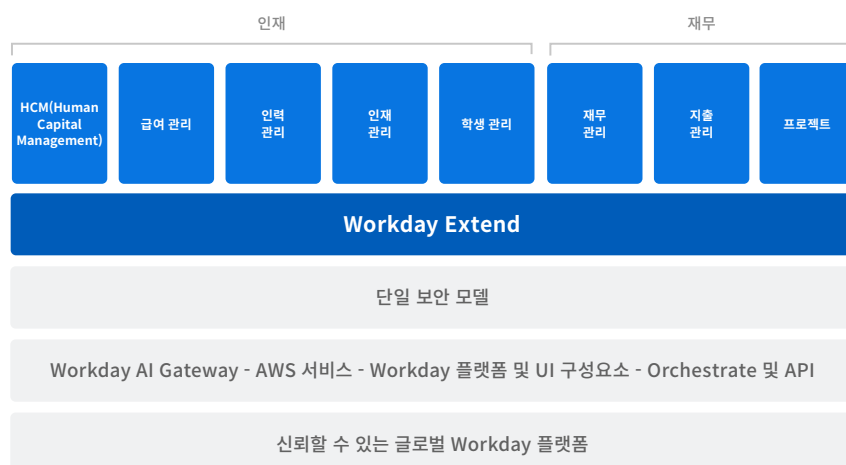 인재
재무
HCM(Human
Capital
Management)
급여 관리
인력
관리
인재
관리
학생 관리
재무
관리
지출
관리
프로젝트
Workday Extend
단일 보안 모델
Workday AI Gateway - AWS 서비스 - Workday 플랫폼 및 UI 구성요소 - Orchestrate 및 API
신뢰할 수 있는 글로벌 Workday 플랫폼